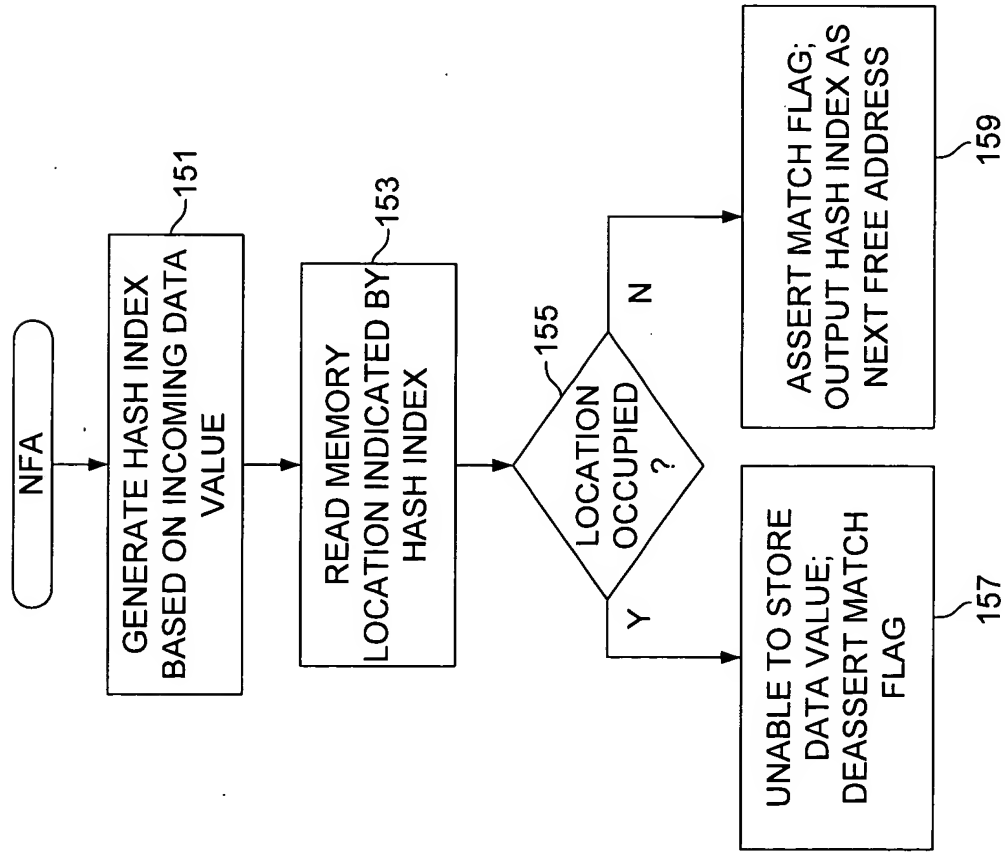 NFA
151
GENERATE HASH INDEX
BASED ON INCOMING DATA
VALUE
153
READ MEMORY
LOCATION INDICATED BY
HASH INDEX
155
LOCATION
OCCUPIED
?
Y
N
UNABLE TO STORE
DATA VALUE;
DEASSERT MATCH
FLAG
157
ASSERT MATCH FLAG;
OUTPUT HASH INDEX AS
NEXT FREE ADDRESS
159